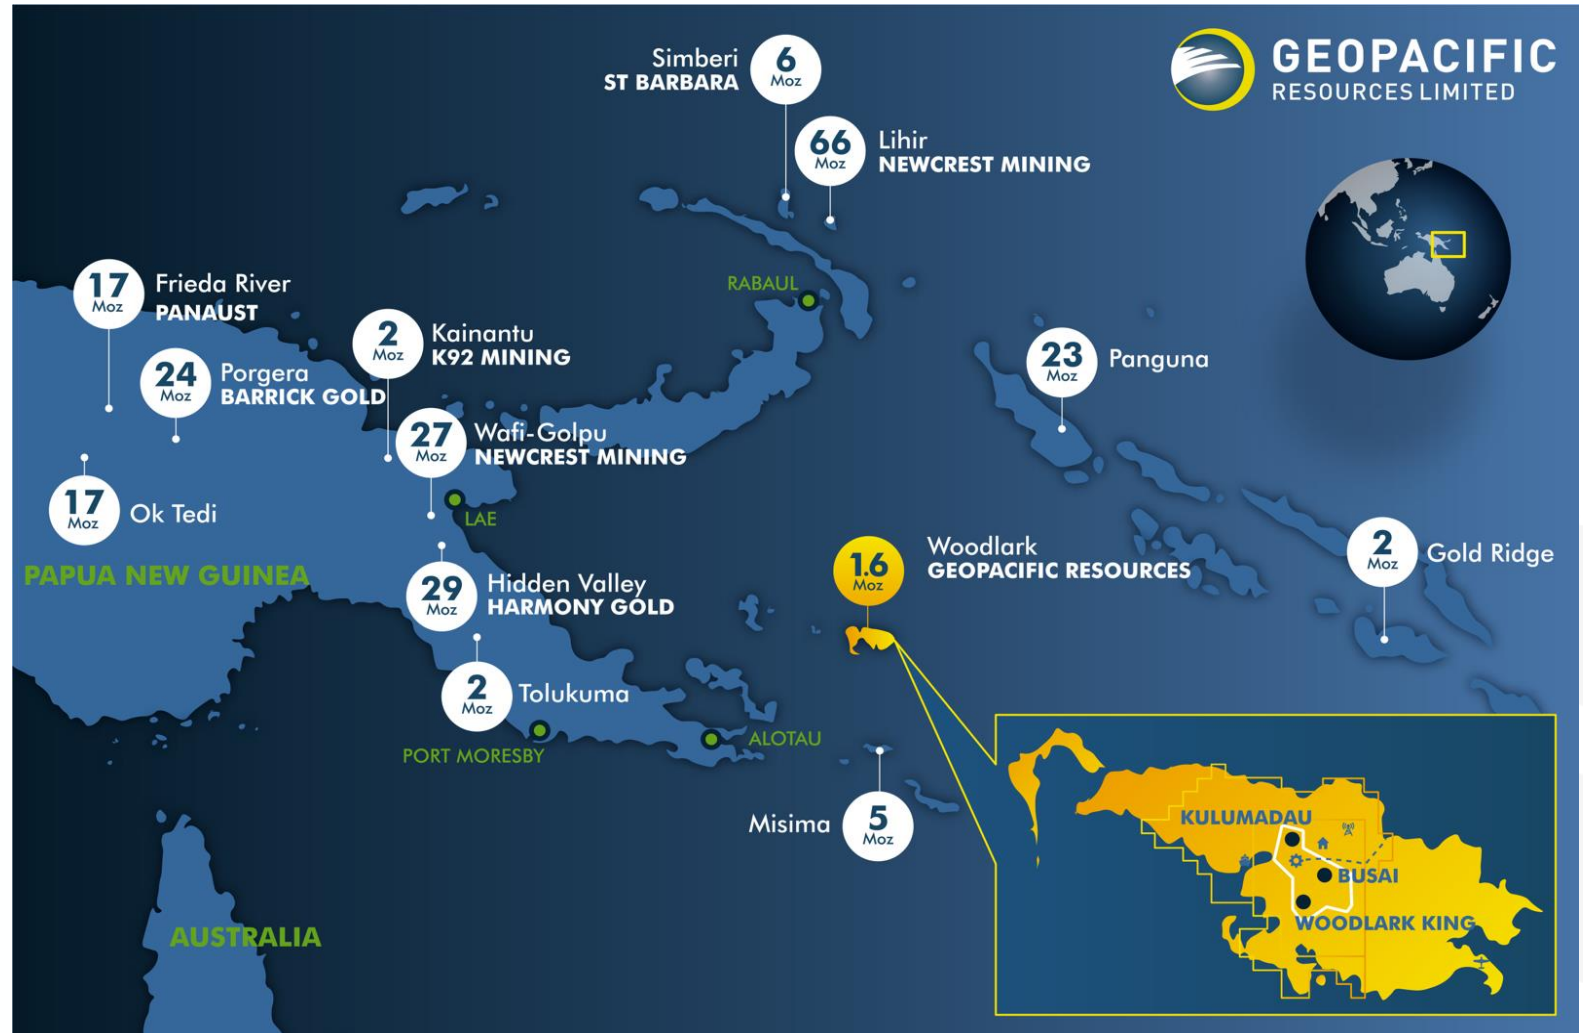 GEOPACIFIC
RESOURCES LIMITED
Simberi
ST BARBARA
6
Moz
66
Moz
Lihir
NEWCREST MINING
17
Moz
Frieda River
PANAUST
RABAUL
2
Moz
Kainantu
K92 MINING
24
Moz
Porgera
BARRICK GOLD
23
Moz
Panguna
27
Moz
Wafi-Golpu
NEWCREST MINING
17
Moz
Ok Tedi
LAE
PAPUA NEW GUINEA
29
Moz
Hidden Valley
HARMONY GOLD
1.6
Moz
Woodlark
GEOPACIFIC RESOURCES
2
Moz
Gold Ridge
2
Moz
Tolukuma
PORT MORESBY
ALOTAU
Misima
5
Moz
AUSTRALIA
KULUMADAU
BUSAI
WOODLARK KING